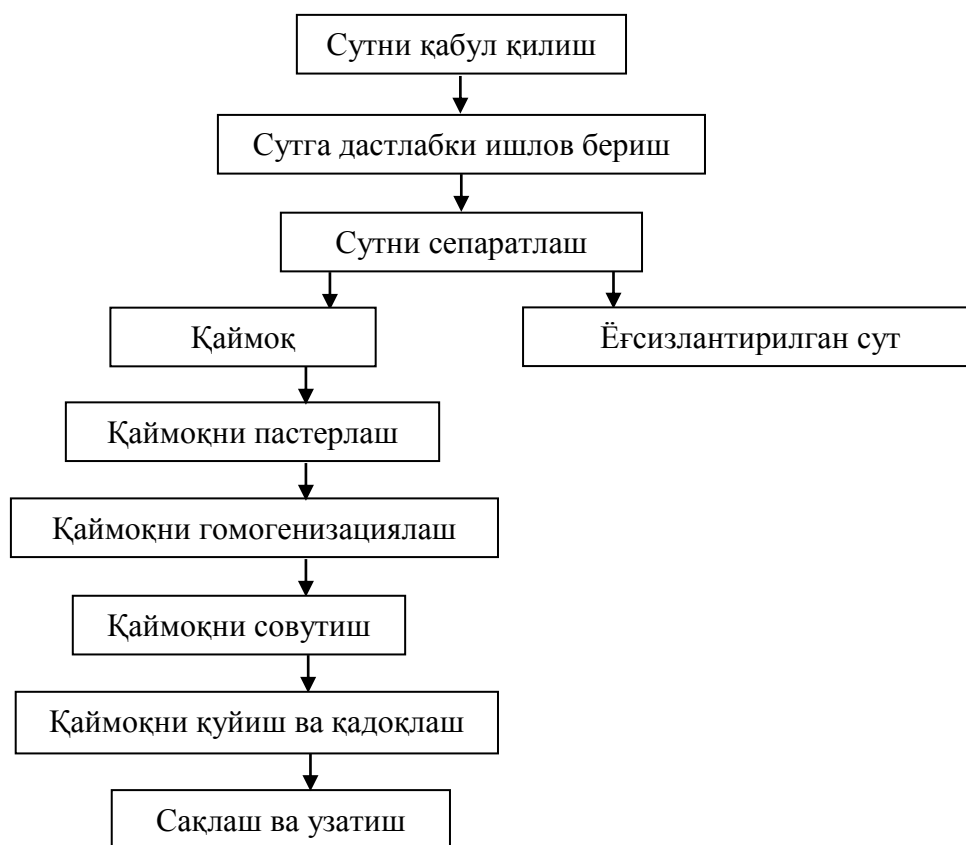 Сутни қабул қилиш
Сутга дастлабки ишлов бериш
Сутни сепаратлаш
Қаймоқ
Ёғсизлантирилган сут
Қаймоқни пастерлаш
Қаймоқни гомогенизациялаш
Қаймоқни совутиш
Қаймоқни қуйиш ва қадоқлаш
Сақлаш ва узатиш